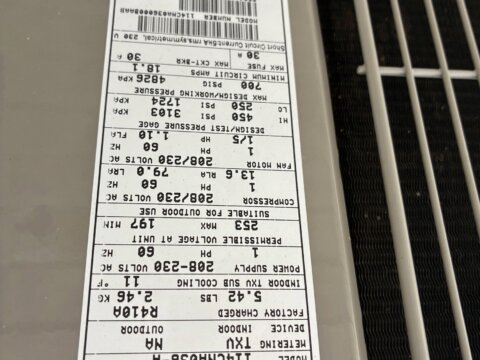 METERING TXV NA
DEVICE INDOOR OUTDOOR
FACTORY CHARGED R410A
5.42 LBS 2.46 KG
INDOOR TXV SUB COOLING 11 °F
POWER SUPPLY 208-230 VOLTS AC
1 PH 60 HZ
PERMISSIBLE VOLTAGE AT UNIT
253 MAX 197 MIN
SUITABLE FOR OUTDOOR USE
COMPRESSOR 208/230 VOLTS AC
1 PH 60 HZ
13.6 RLA 79.0 LRA
FAN MOTOR 208/230 VOLTS AC
1 PH 60 HZ
1/5 HP 1.10 FLA
DESIGN/TEST PRESSURE GAGE
HI 450 PSI 3103 KPA
LO 250 PSI 1724 KPA
MAX DESIGN/WORKING PRESSURE
700 PSIG 4826 KPA
MINIMUM CIRCUIT AMPS 18.1
MAX FUSE MAX CKT-BKR
30 A 30 A
Short Circuit Current:5kA rms,symmetrical, 230 V
MODEL NUMBER